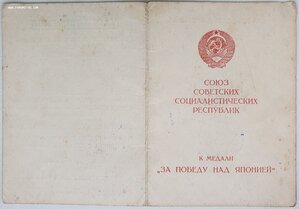 СОЮЗ
СОВЕТСКИХ
СОЦИАЛИСТИЧЕСКИХ
РЕСПУБЛИК
К МЕДАЛИ
„ЗА ПОБЕДУ НАД ЯПОНИЕЙ“